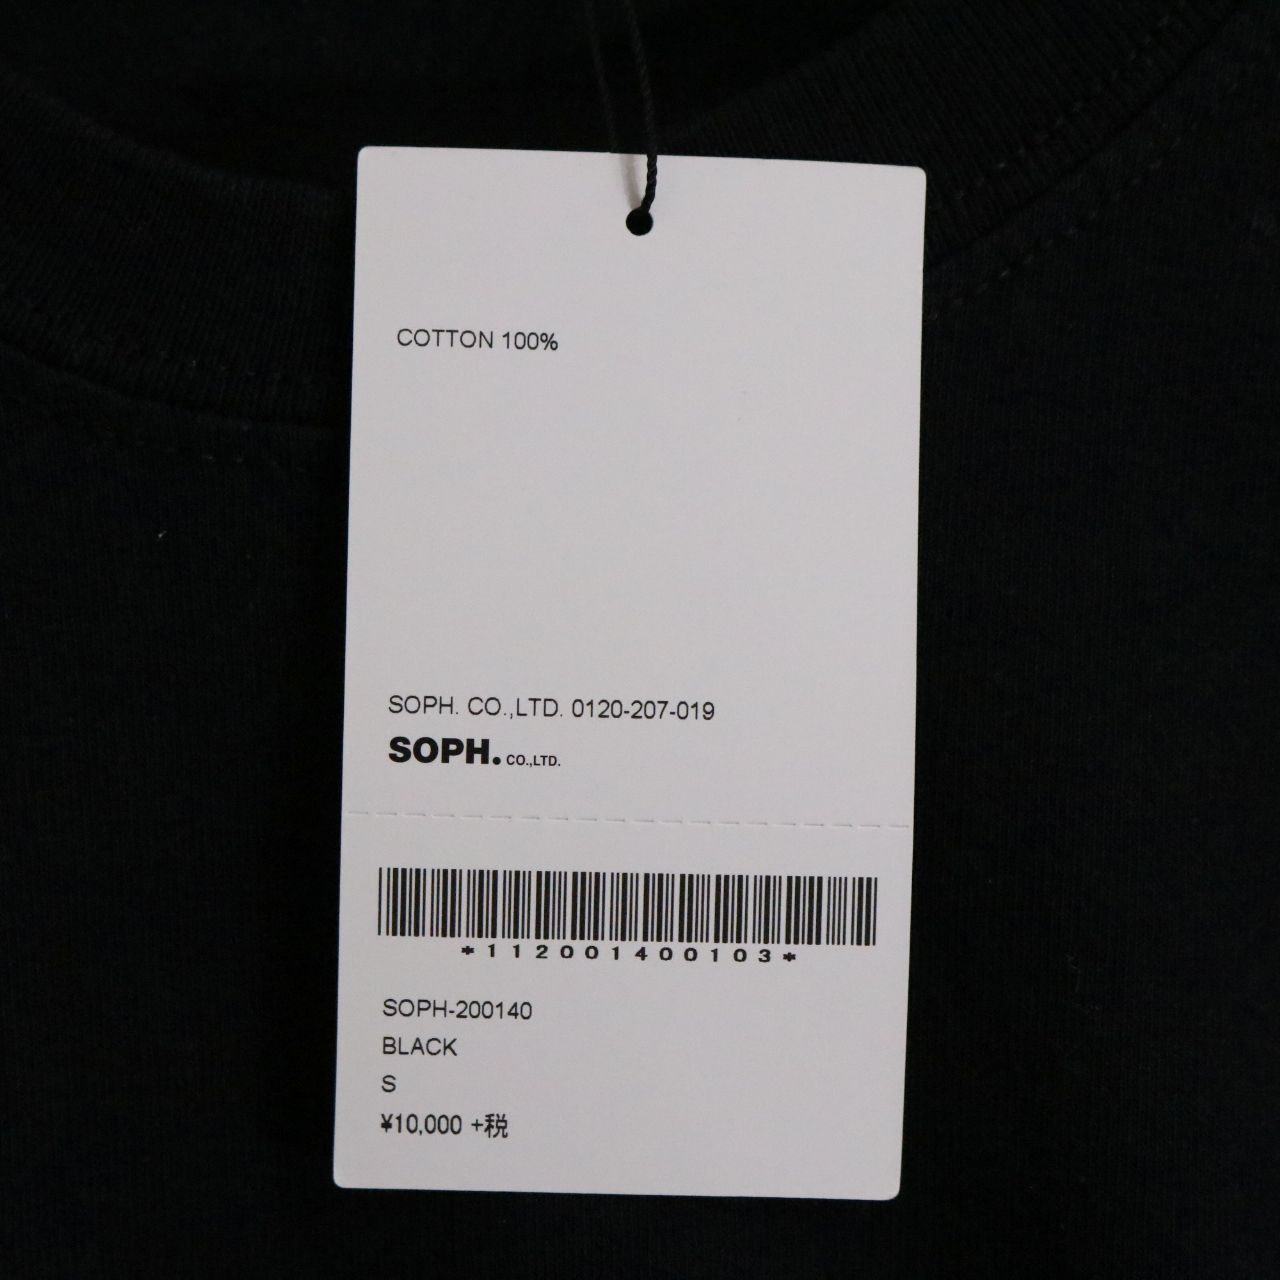 COTTON 100%
SOPH. CO.,LTD. 0120-207-019
SOPH. CO.,LTD.
*112001400103*
SOPH-200140
BLACK
S
¥10,000 +税